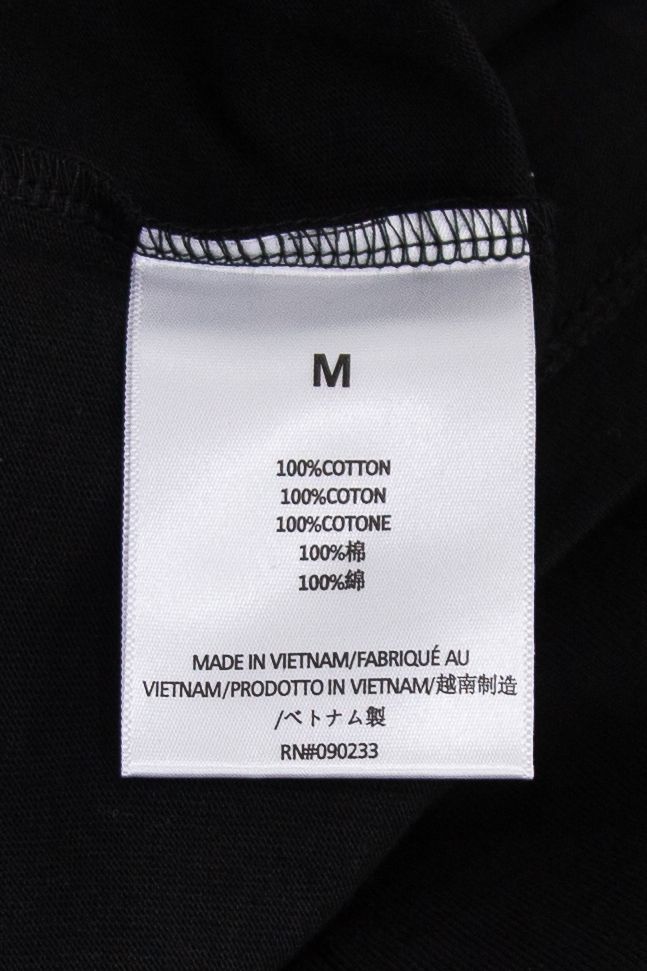 M
100%COTTON
100%COTON
100%COTONE
100%棉
100%綿
MADE IN VIETNAM/FABRIQUÉ AU
VIETNAM/PRODOTTO IN VIETNAM/越南制造
/ベトナム製
RN#090233